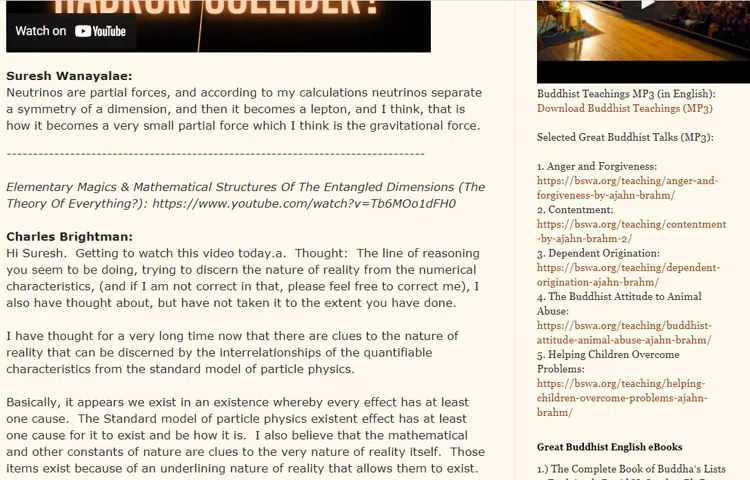 HADRON COLLIDER?
Watch on YouTube
Suresh Wanayalae:
Neutrinos are partial forces, and according to my calculations neutrinos separate
a symmetry of a dimension, and then it becomes a lepton, and I think, that is
how it becomes a very small partial force which I think is the gravitational force.
-------------------------------------------------------------------------------
Elementary Magics & Mathematical Structures Of The Entangled Dimensions (The
Theory Of Everything?): https://www.youtube.com/watch?v=Tb6MOo1dFH0
Charles Brightman:
Hi Suresh.  Getting to watch this video today.a.  Thought:  The line of reasoning
you seem to be doing, trying to discern the nature of reality from the numerical
characteristics, (and if I am not correct in that, please feel free to correct me), I
also have thought about, but have not taken it to the extent you have done.
I have thought for a very long time now that there are clues to the nature of
reality that can be discerned by the interrelationships of the quantifiable
characteristics from the standard model of particle physics.
Basically, it appears we exist in an existence whereby every effect has at least
one cause.  The Standard model of particle physics existent effect has at least
one cause for it to exist and be how it is.  I also believe that the mathematical
and other constants of nature are clues to the very nature of reality itself.  Those
items exist because of an underlining nature of reality that allows them to exist.
Buddhist Teachings MP3 (in English):
Download Buddhist Teachings (MP3)
Selected Great Buddhist Talks (MP3):
1. Anger and Forgiveness:
https://bswa.org/teaching/anger-and-
forgiveness-by-ajahn-brahm/
2. Contentment:
https://bswa.org/teaching/contentment
-by-ajahn-brahm-2/
3. Dependent Origination:
https://bswa.org/teaching/dependent-
origination-ajahn-brahm/
4. The Buddhist Attitude to Animal
Abuse:
https://bswa.org/teaching/buddhist-
attitude-animal-abuse-ajahn-brahm/
5. Helping Children Overcome
Problems:
https://bswa.org/teaching/helping-
children-overcome-problems-ajahn-
brahm/
Great Buddhist English eBooks
1.) The Complete Book of Buddha's Lists